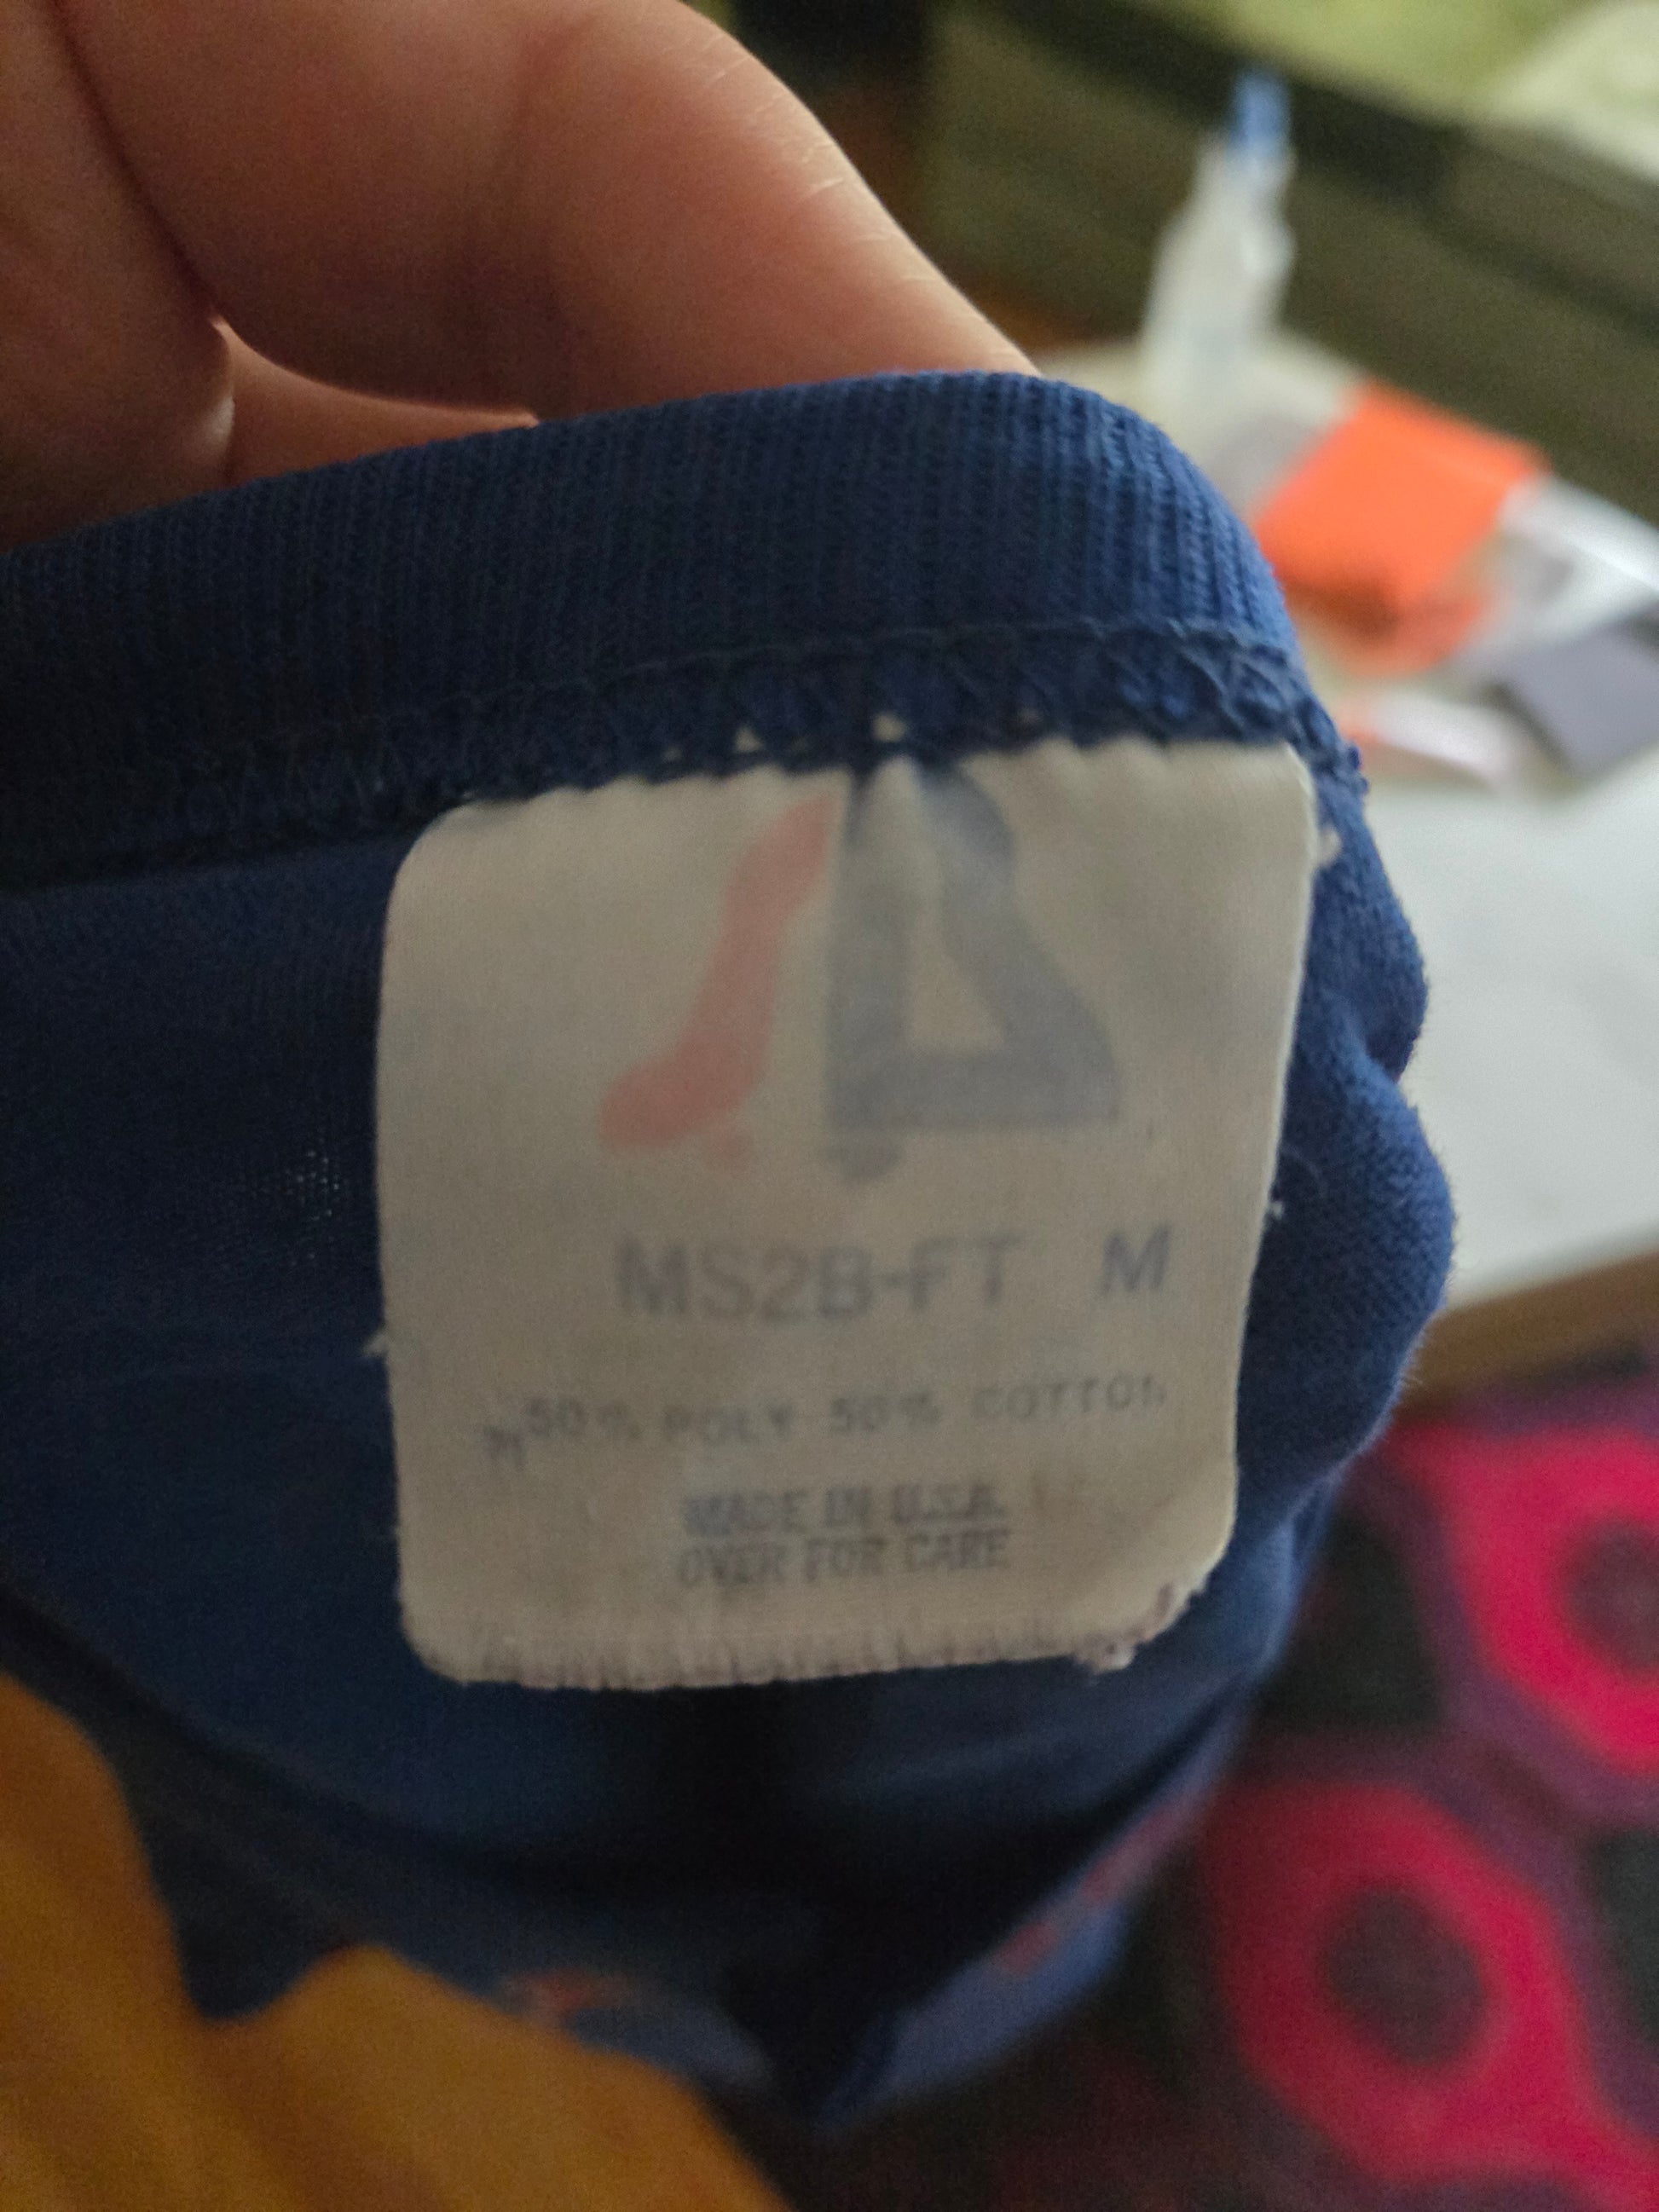 MS2B-FT M
M 50% POLY 50% COTTON
MADE IN U.S.A.
OVER FOR CARE